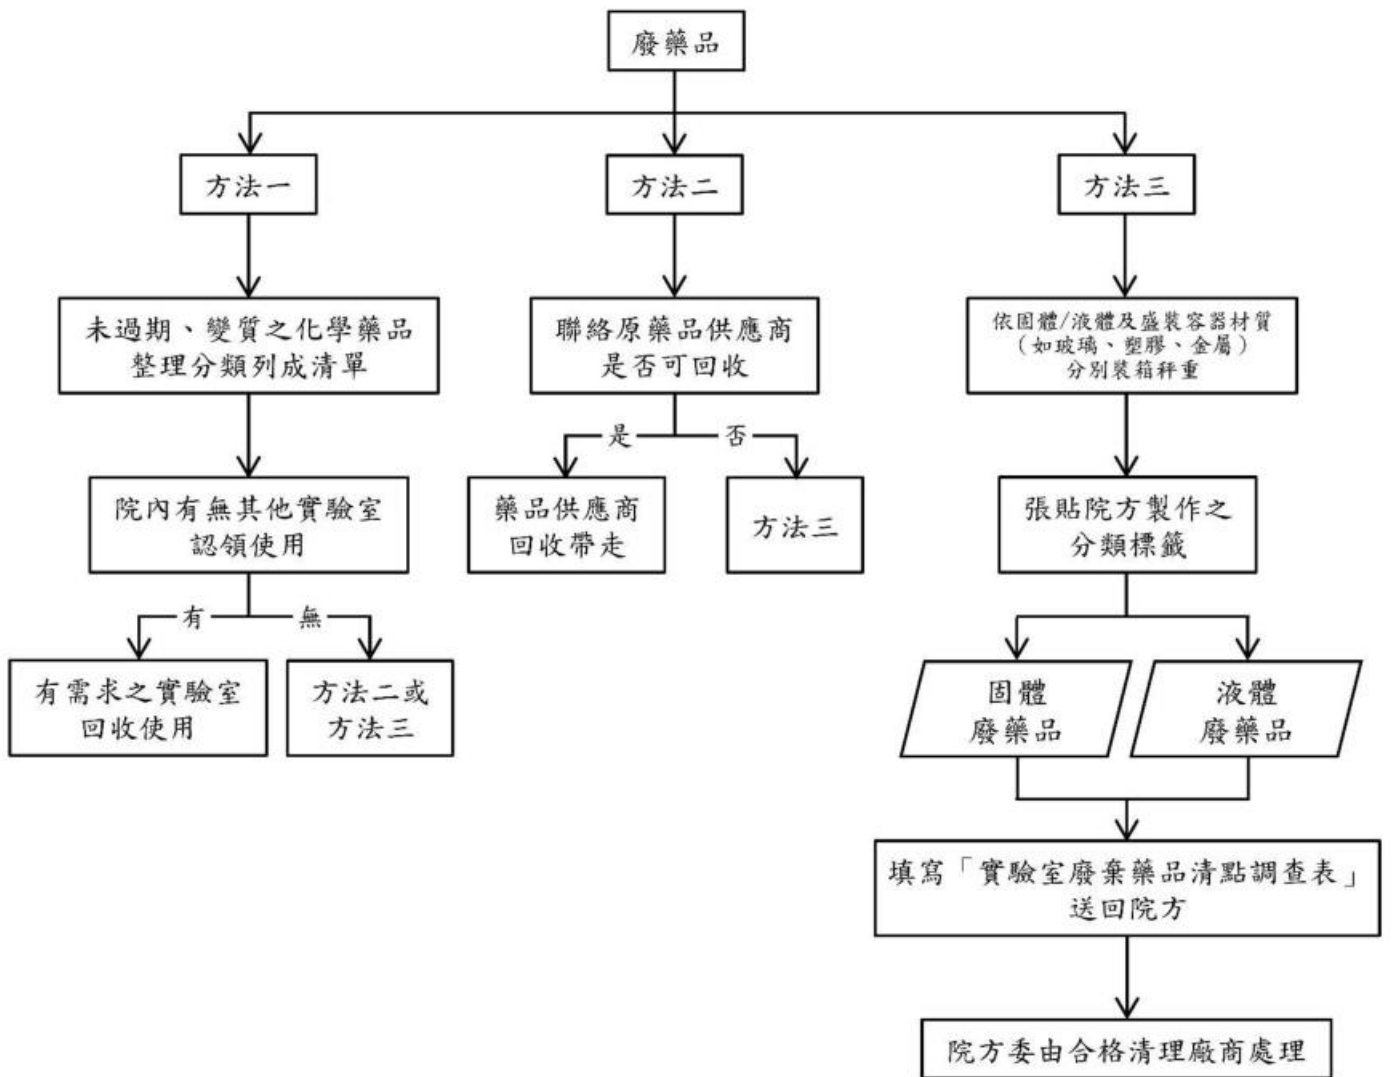 廢藥品
方法一
方法二
方法三
未過期、變質之化學藥品
整理分類列成清單
聯絡原藥品供應商
是否可回收
依固體/液體及盛裝容器材質
（如玻璃、塑膠、金屬）
分別裝箱秤重
是
否
院內有無其他實驗室
認領使用
藥品供應商
回收帶走
方法三
張貼院方製作之
分類標籤
有
無
有需求之實驗室
回收使用
方法二或
方法三
固體
廢藥品
液體
廢藥品
填寫「實驗室廢棄藥品清點調查表」
送回院方
院方委由合格清理廠商處理